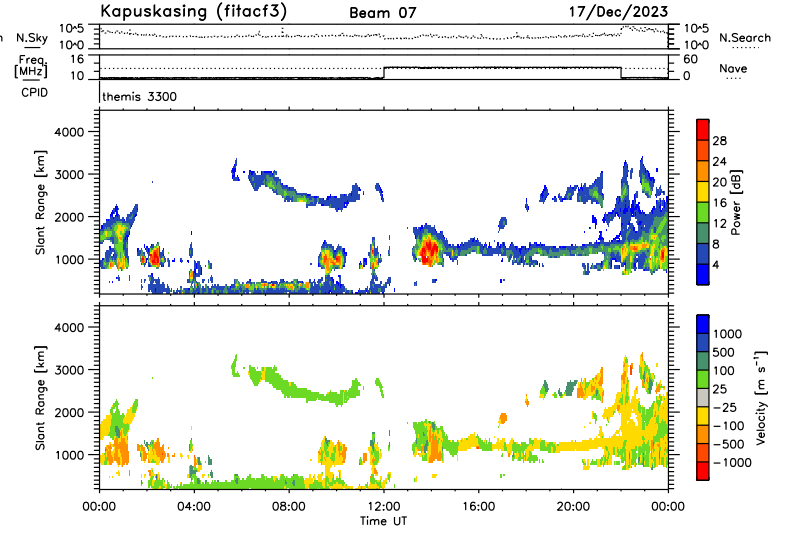 Kapuskasing (fitacf3) Beam 07 17/Dec/2023
n N.Sky 10^5 10^0 10^5 10^0 N.Search
Freq. [MHz] 16 10 60 0 Nave
CPID themis 3300
Slant Range [km]
4000
3000
2000
1000
28
24
20
16
12
8
4
Power [dB]
Slant Range [km]
4000
3000
2000
1000
1000
500
100
25
-25
-100
-500
-1000
Velocity [m s^-1]
00:00 04:00 08:00 12:00 16:00 20:00 00:00
Time UT